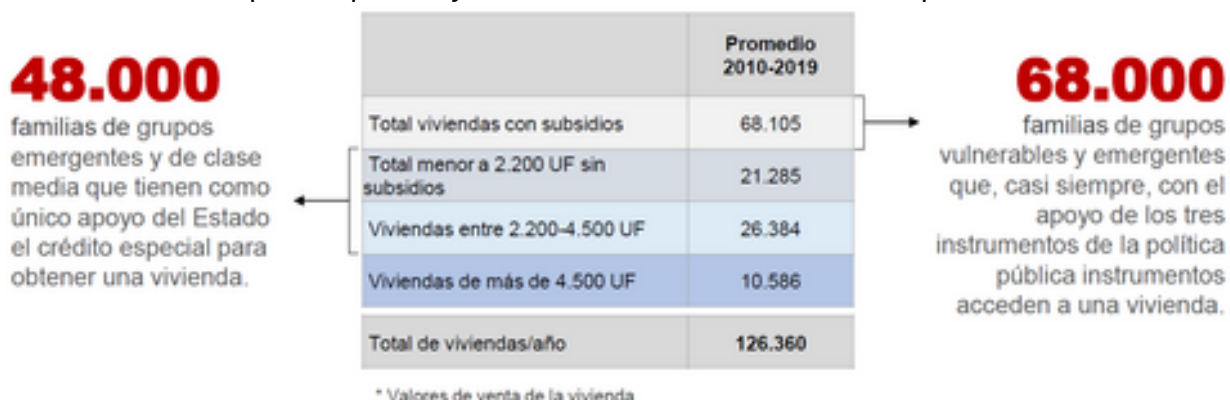 48.000
familias de grupos
emergentes y de clase
media que tienen como
único apoyo del Estado
el crédito especial para
obtener una vivienda.
Promedio
2010-2019
Total viviendas con subsidios 68.105
Total menor a 2.200 UF sin
subsidios 21.285
Viviendas entre 2.200-4.500 UF 26.384
Viviendas de más de 4.500 UF 10.586
Total de viviendas/año 126.360
* Valores de venta de la vivienda
68.000
familias de grupos
vulnerables y emergentes
que, casi siempre, con el
apoyo de los tres
instrumentos de la política
pública instrumentos
acceden a una vivienda.